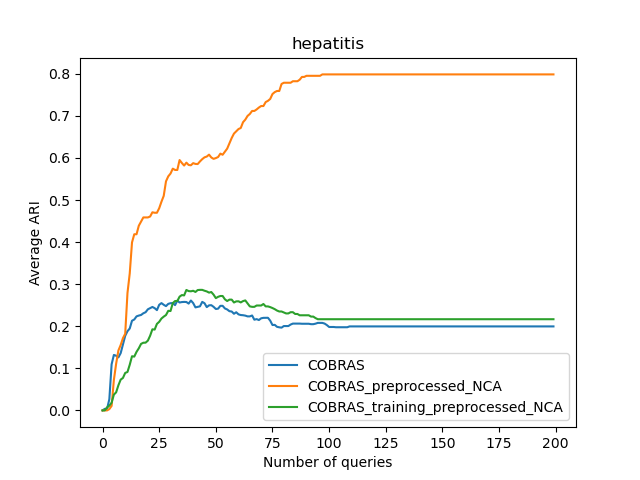 hepatitis
Average ARI
0.8
0.7
0.6
0.5
0.4
0.3
0.2
0.1
0.0
COBRAS
COBRAS_preprocessed_NCA
COBRAS_training_preprocessed_NCA
0 25 50 75 100 125 150 175 200
Number of queries